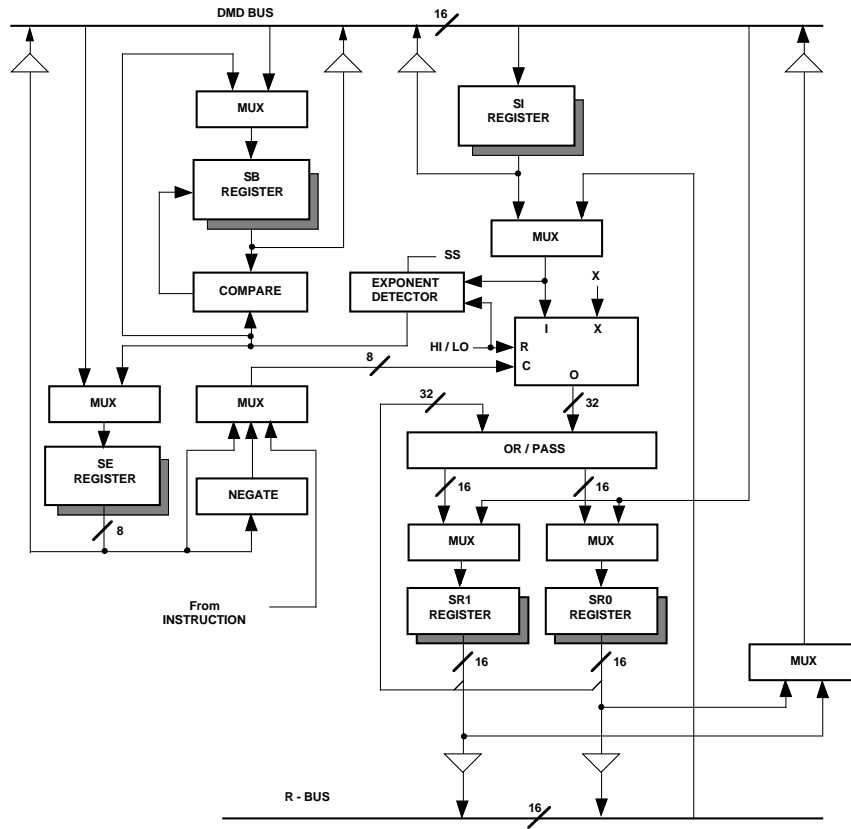 DMD BUS
16
MUX
SI
REGISTER
SB
REGISTER
MUX
SS
X
COMPARE
EXPONENT
DETECTOR
I
X
HI / LO
R
8
C
O
MUX
MUX
32
32
OR / PASS
SE
REGISTER
NEGATE
16
16
8
MUX
MUX
From
INSTRUCTION
SR1
REGISTER
SR0
REGISTER
16
16
MUX
R - BUS
16